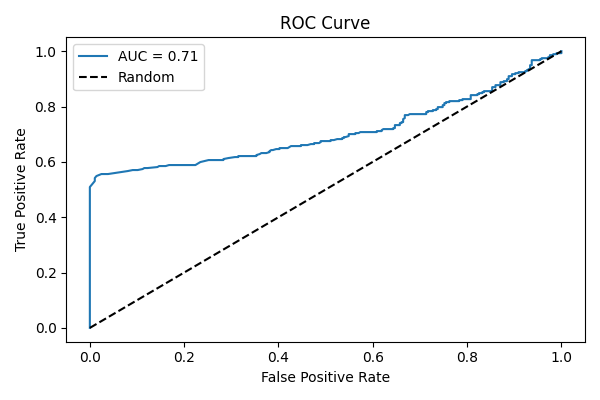 ROC Curve
AUC = 0.71
Random
True Positive Rate
1.0
0.8
0.6
0.4
0.2
0.0
0.0 0.2 0.4 0.6 0.8 1.0
False Positive Rate